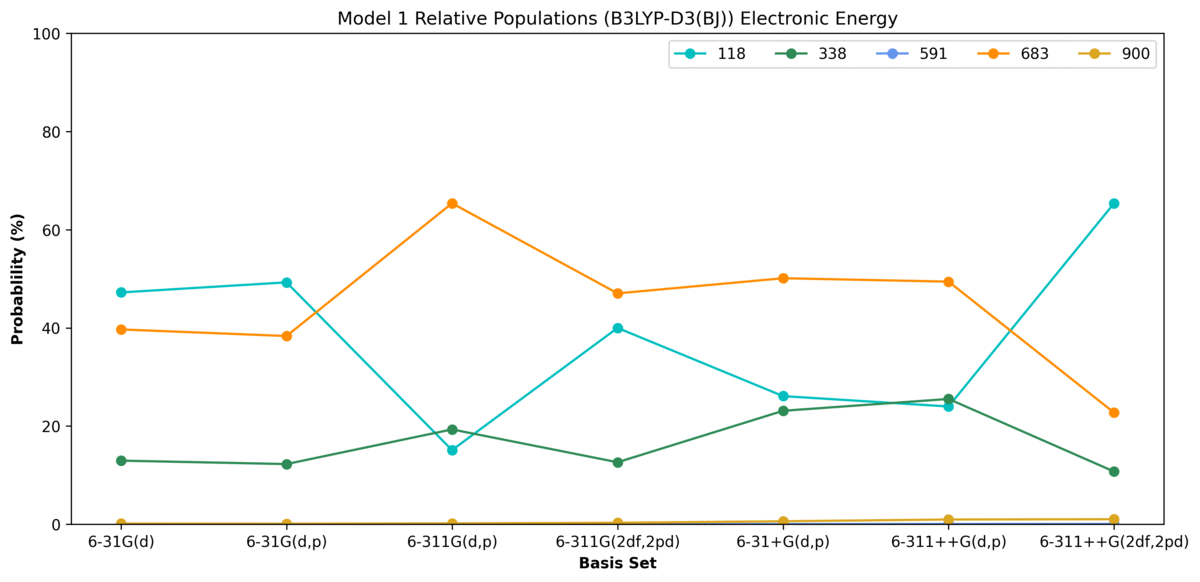 Model 1 Relative Populations (B3LYP-D3(BJ)) Electronic Energy
118 338 591 683 900
100
80
60
40
20
0
Probablility (%)
6-31G(d) 6-31G(d,p) 6-311G(d,p) 6-311G(2df,2pd) 6-31+G(d,p) 6-311++G(d,p) 6-311++G(2df,2pd)
Basis Set